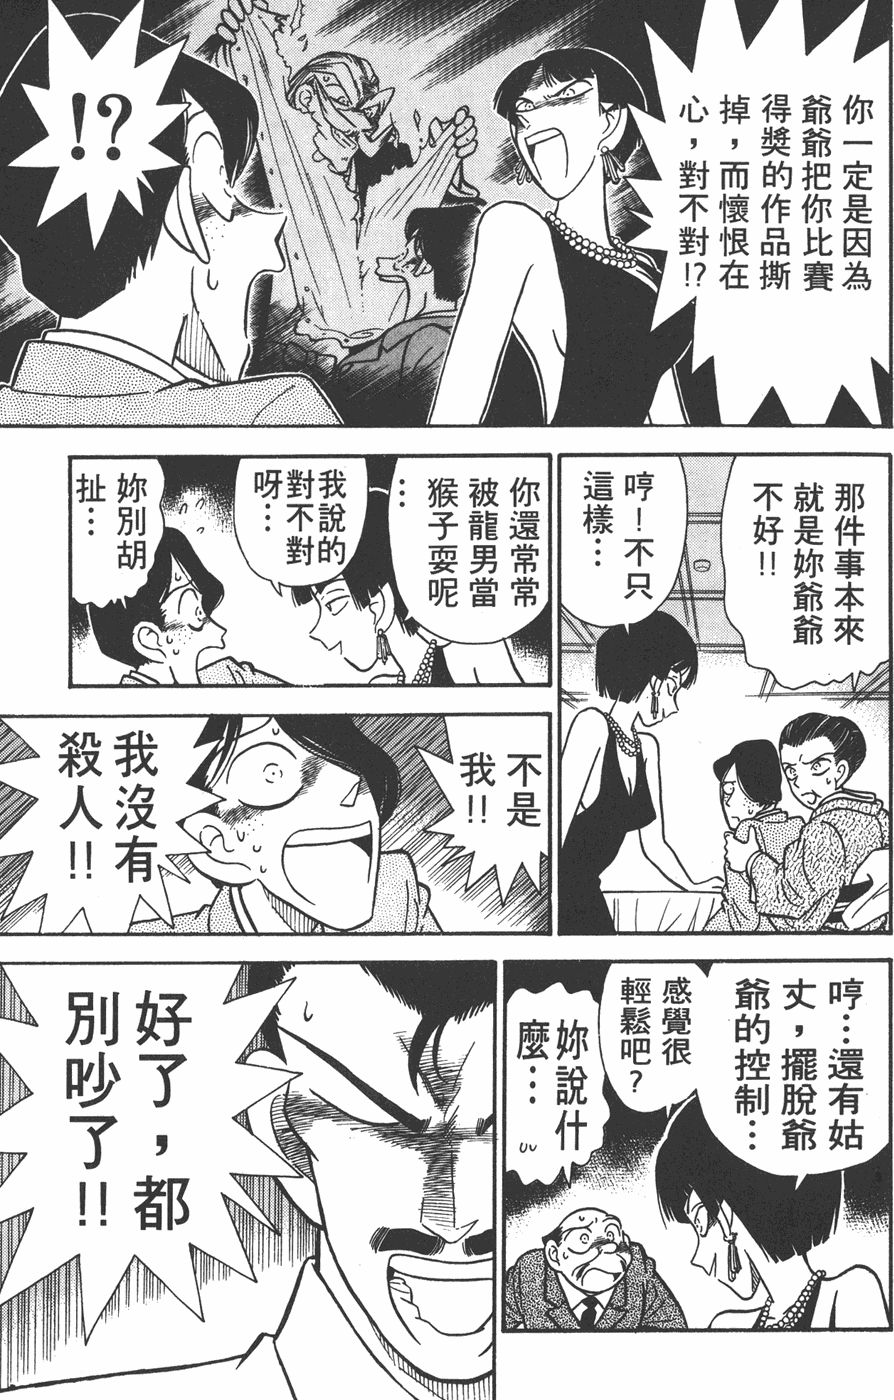 你一定是因為
爺爺把你比賽
得獎的作品撕
掉，而懷恨在
心，對不對!?
!?
那件事本來
就是妳爺爺
不好!!
哼！不只
這樣…
你還常常
被龍男當
猴子耍呢
…
我說的
對不對
呀…
妳別胡
扯…
不是
我!!
我沒有
殺人!!
哼…還有姑
丈，擺脫爺
爺的控制…
感覺很
輕鬆吧？
妳說什
麼…
好了，都
別吵了!!